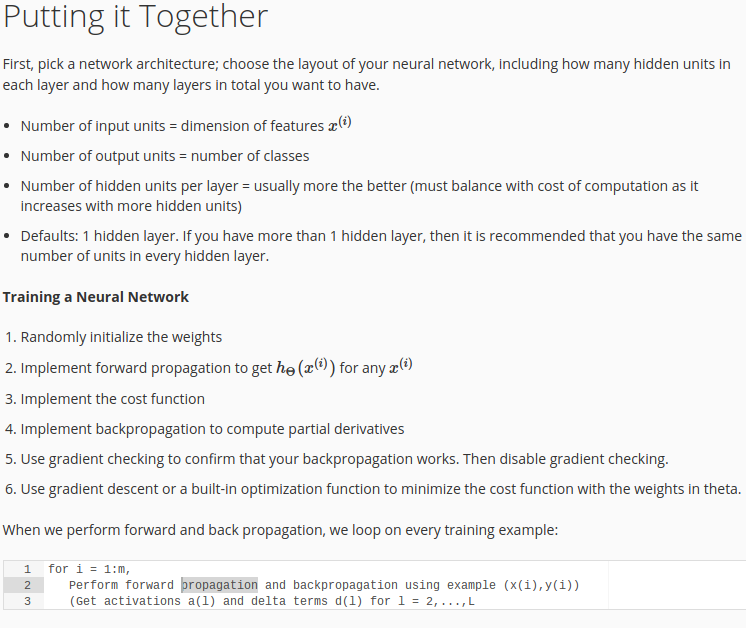 Putting it Together
First, pick a network architecture; choose the layout of your neural network, including how many hidden units in
each layer and how many layers in total you want to have.
• Number of input units = dimension of features x^(i)
• Number of output units = number of classes
• Number of hidden units per layer = usually more the better (must balance with cost of computation as it
increases with more hidden units)
• Defaults: 1 hidden layer. If you have more than 1 hidden layer, then it is recommended that you have the same
number of units in every hidden layer.
Training a Neural Network
1. Randomly initialize the weights
2. Implement forward propagation to get h_Θ(x^(i)) for any x^(i)
3. Implement the cost function
4. Implement backpropagation to compute partial derivatives
5. Use gradient checking to confirm that your backpropagation works. Then disable gradient checking.
6. Use gradient descent or a built-in optimization function to minimize the cost function with the weights in theta.
When we perform forward and back propagation, we loop on every training example:
1 for i = 1:m,
2 Perform forward propagation and backpropagation using example (x(i),y(i))
3 (Get activations a(l) and delta terms d(l) for l = 2,...,L